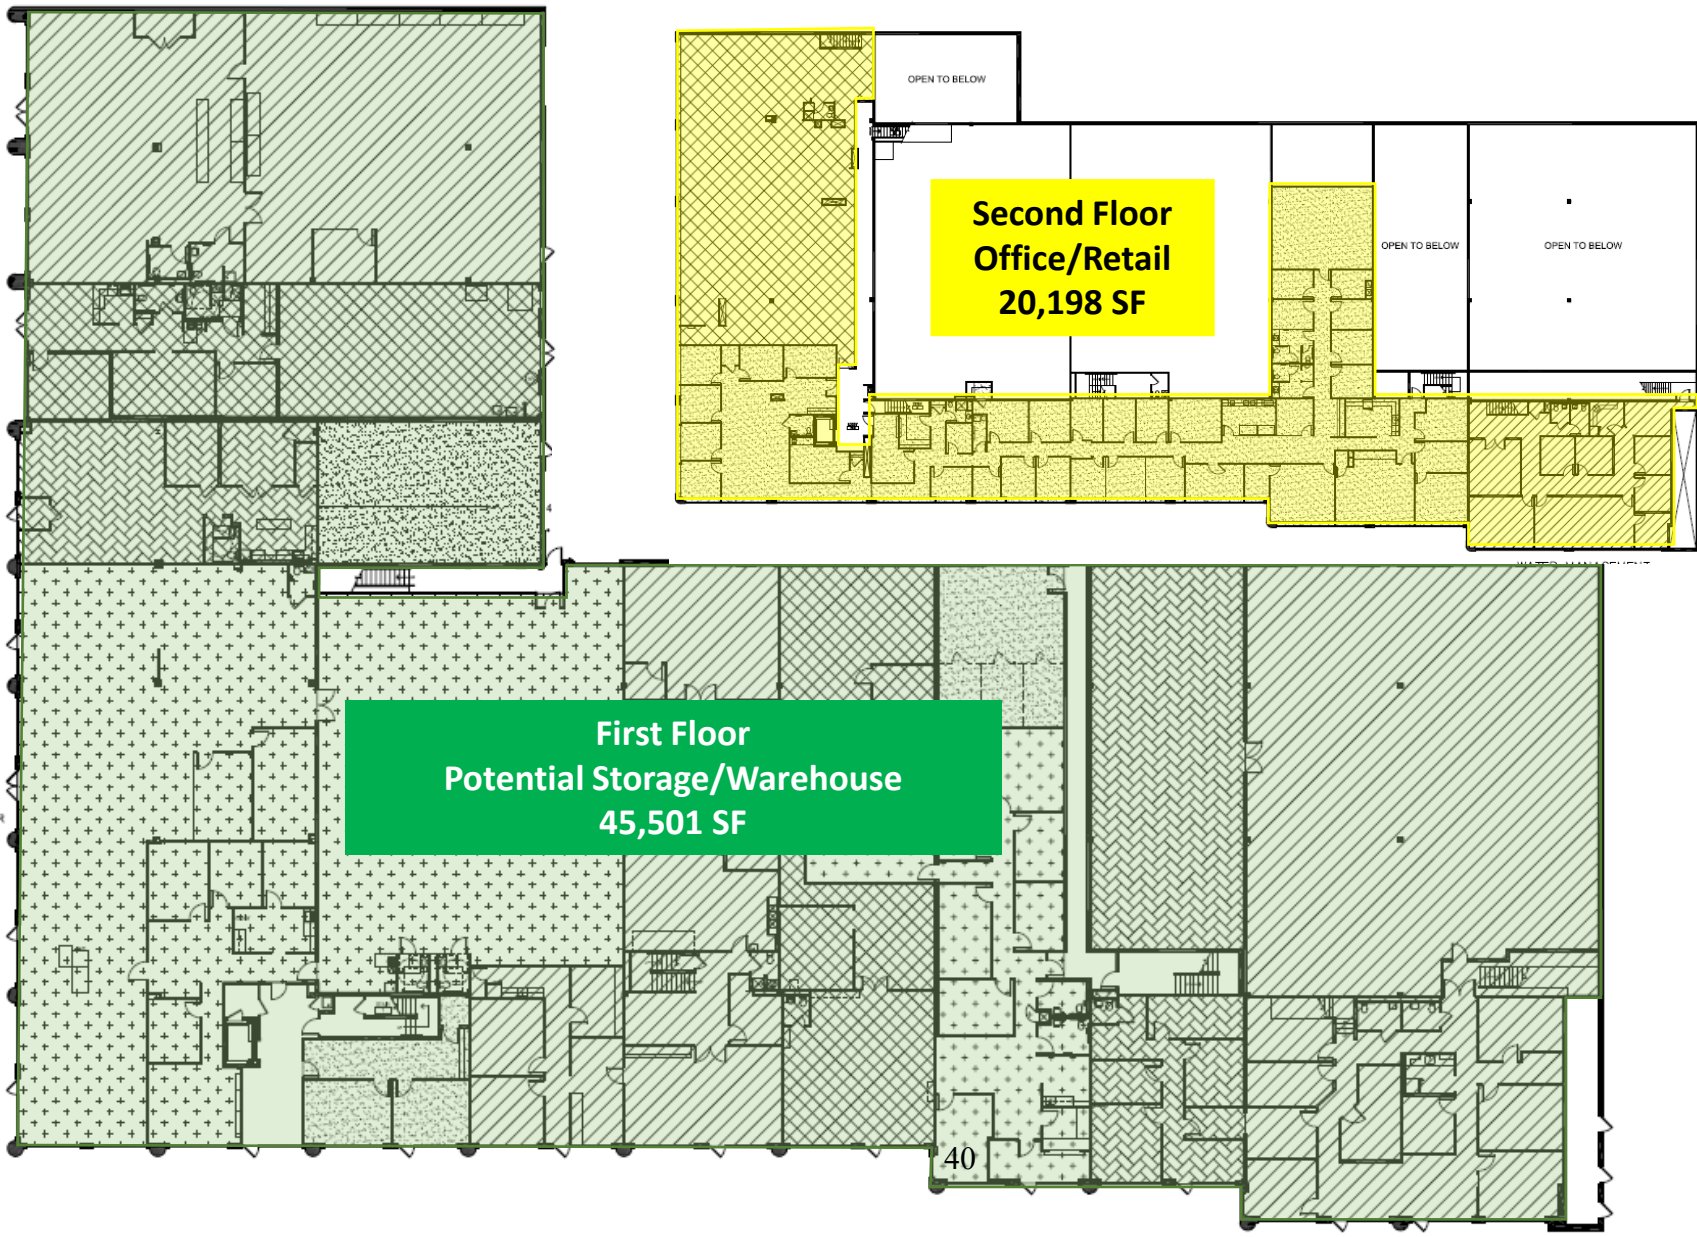 OPEN TO BELOW
Second Floor
Office/Retail
20,198 SF
OPEN TO BELOW
OPEN TO BELOW
4
First Floor
Potential Storage/Warehouse
45,501 SF
R
40